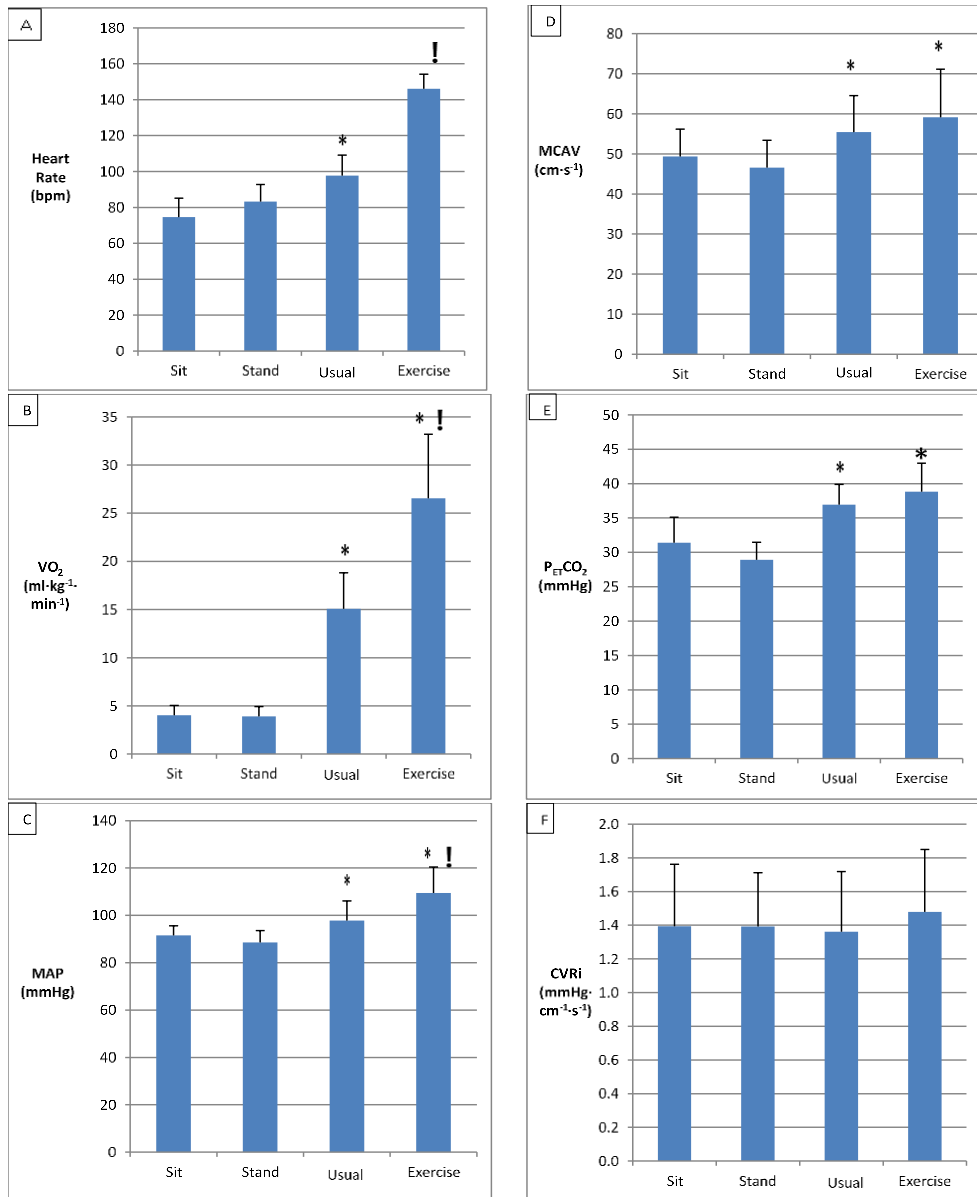 A
180
160
140
120
100
80
60
40
20
0
Heart
Rate
(bpm)
*
!
Sit Stand Usual Exercise
D
80
70
60
50
40
30
20
10
0
MCAV
(cm·s⁻¹)
*
*
Sit Stand Usual Exercise
B
35
30
25
20
15
10
5
0
VO₂
(ml·kg⁻¹·
min⁻¹)
*
* !
Sit Stand Usual Exercise
E
50
45
40
35
30
25
20
15
10
5
0
P_ETCO₂
(mmHg)
*
*
Sit Stand Usual Exercise
C
140
120
100
80
60
40
20
0
MAP
(mmHg)
*
* !
Sit Stand Usual Exercise
F
2.0
1.8
1.6
1.4
1.2
1.0
0.8
0.6
0.4
0.2
0.0
CVRi
(mmHg·
cm⁻¹·s⁻¹)
Sit Stand Usual Exercise